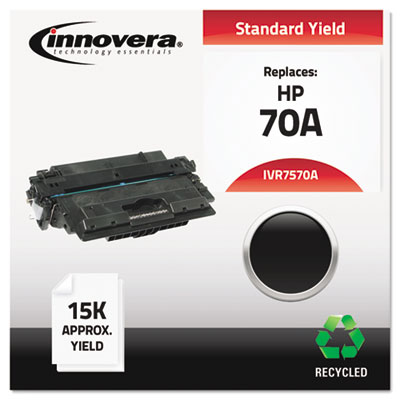 innovera
technology essentials
Standard Yield
Replaces:
HP
70A
IVR7570A
15K
APPROX.
YIELD
RECYCLED